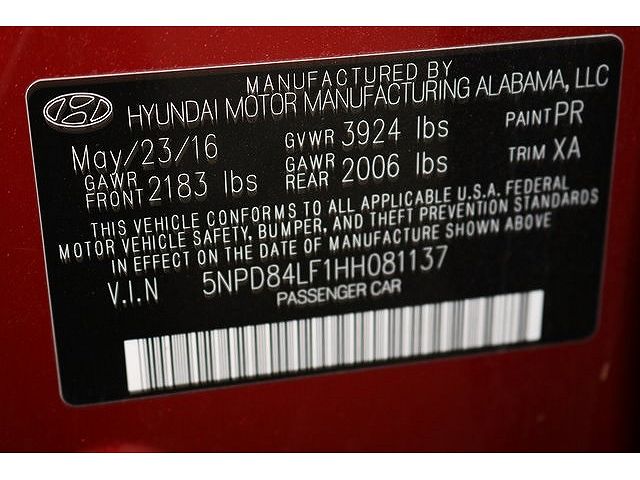 MANUFACTURED BY
HYUNDAI MOTOR MANUFACTURING ALABAMA, LLC
May/23/16 GVWR 3924 lbs PAINT PR
GAWR FRONT 2183 lbs GAWR REAR 2006 lbs TRIM XA
THIS VEHICLE CONFORMS TO ALL APPLICABLE U.S.A. FEDERAL
MOTOR VEHICLE SAFETY, BUMPER, AND THEFT PREVENTION STANDARDS
IN EFFECT ON THE DATE OF MANUFACTURE SHOWN ABOVE
V.I.N 5NPD84LF1HH081137
PASSENGER CAR